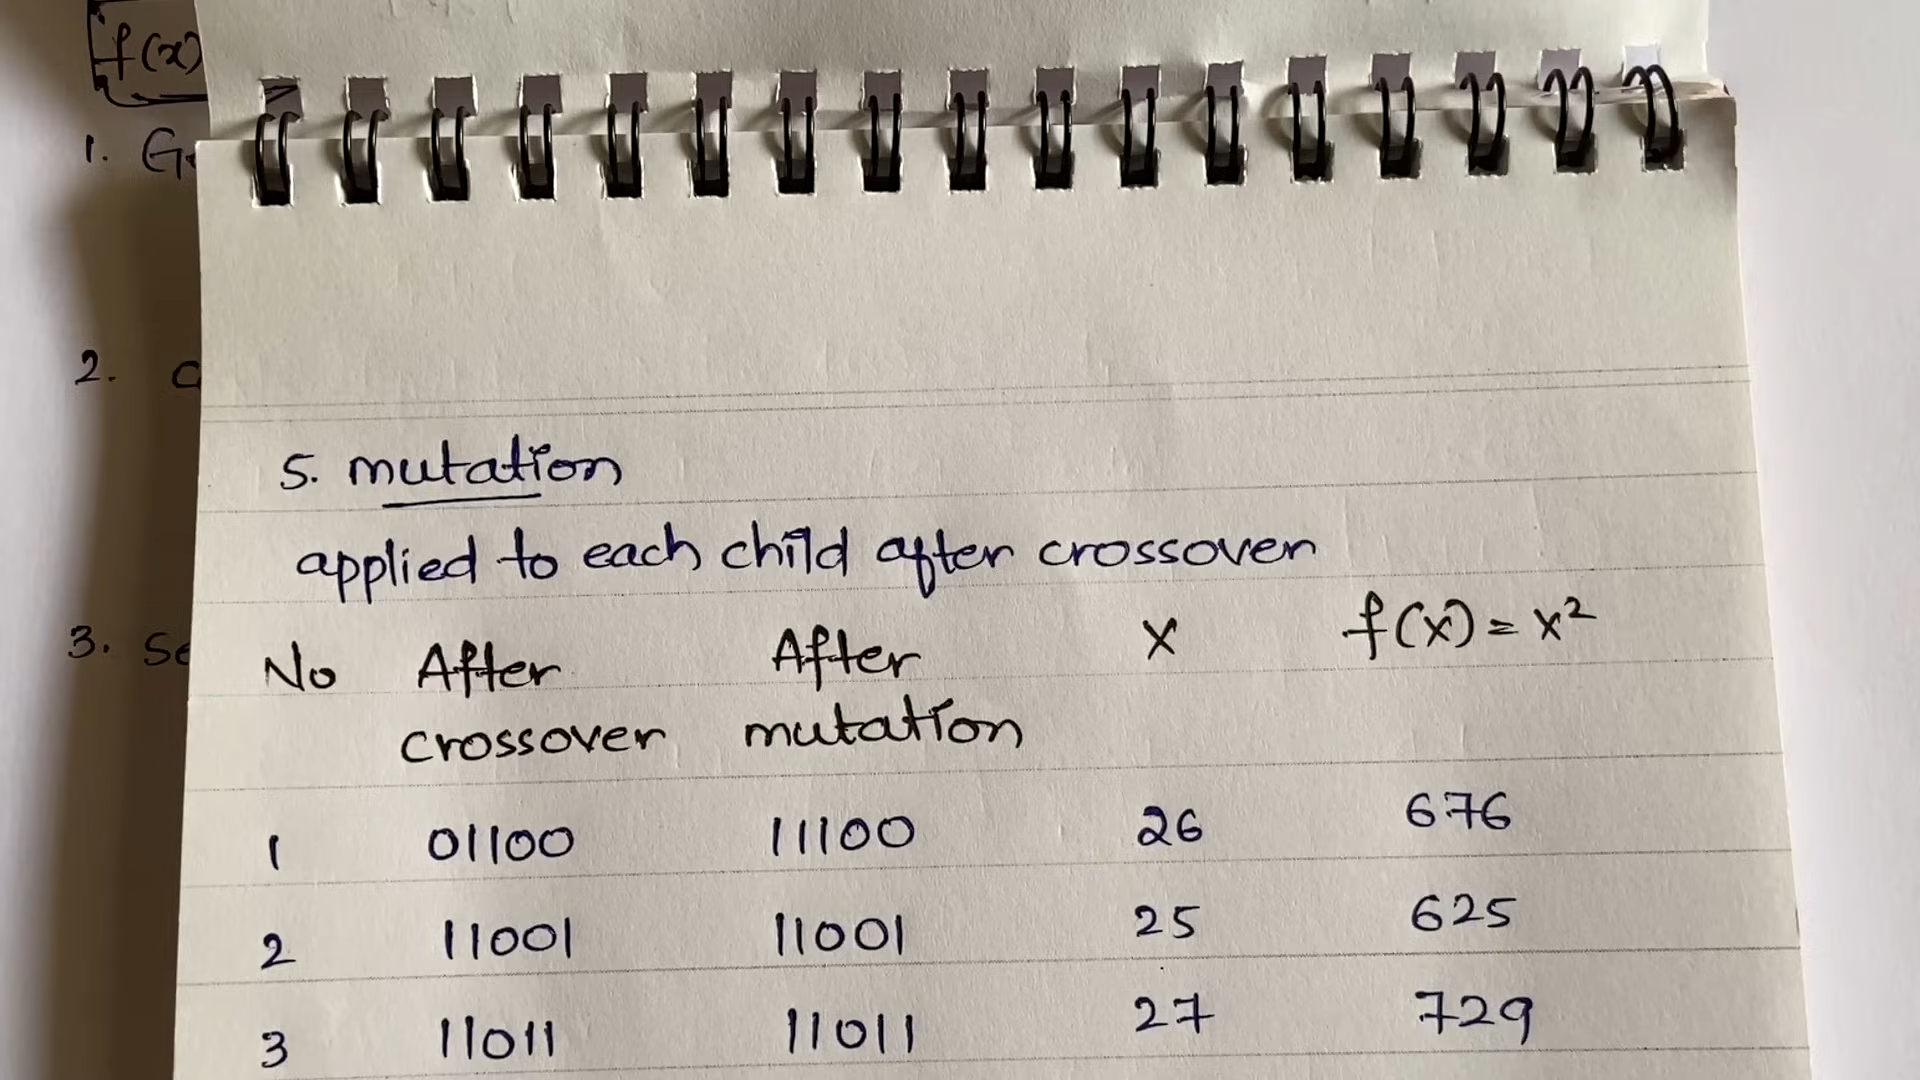 f(x)
1. G
2. C
3. Se
5. mutation
applied to each child after crossover
No After crossover After mutation X f(x) = x²
1 01100 11100 26 676
2 11001 11001 25 625
3 11011 11011 27 729